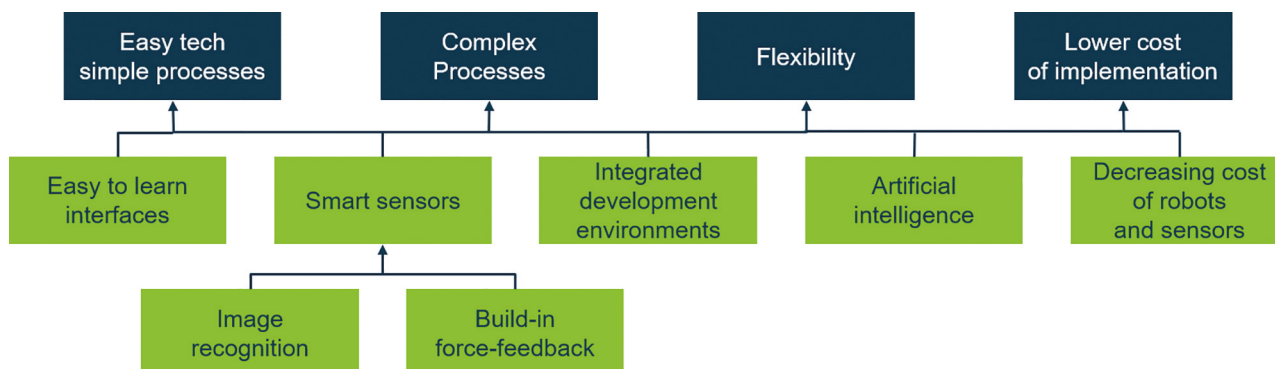 Easy tech
simple processes
Complex
Processes
Flexibility
Lower cost
of implementation
Easy to learn
interfaces
Smart sensors
Integrated
development
environments
Artificial
intelligence
Decreasing cost
of robots
and sensors
Image
recognition
Build-in
force-feedback